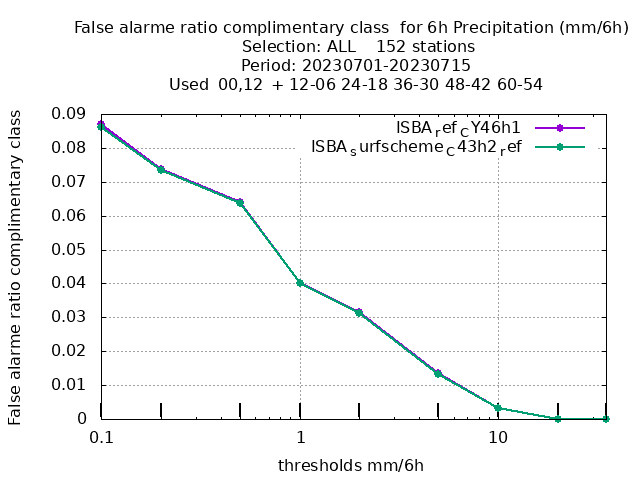 False alarme ratio complimentary class  for 6h Precipitation (mm/6h)
Selection: ALL    152 stations
Period: 20230701-20230715
Used  00,12  + 12-06 24-18 36-30 48-42 60-54
False alarme ratio complimentary class
0.09
0.08
0.07
0.06
0.05
0.04
0.03
0.02
0.01
0
ISBA_ref_CY46h1
ISBA_surfscheme_C43h2_ref
0.1
1
10
thresholds mm/6h